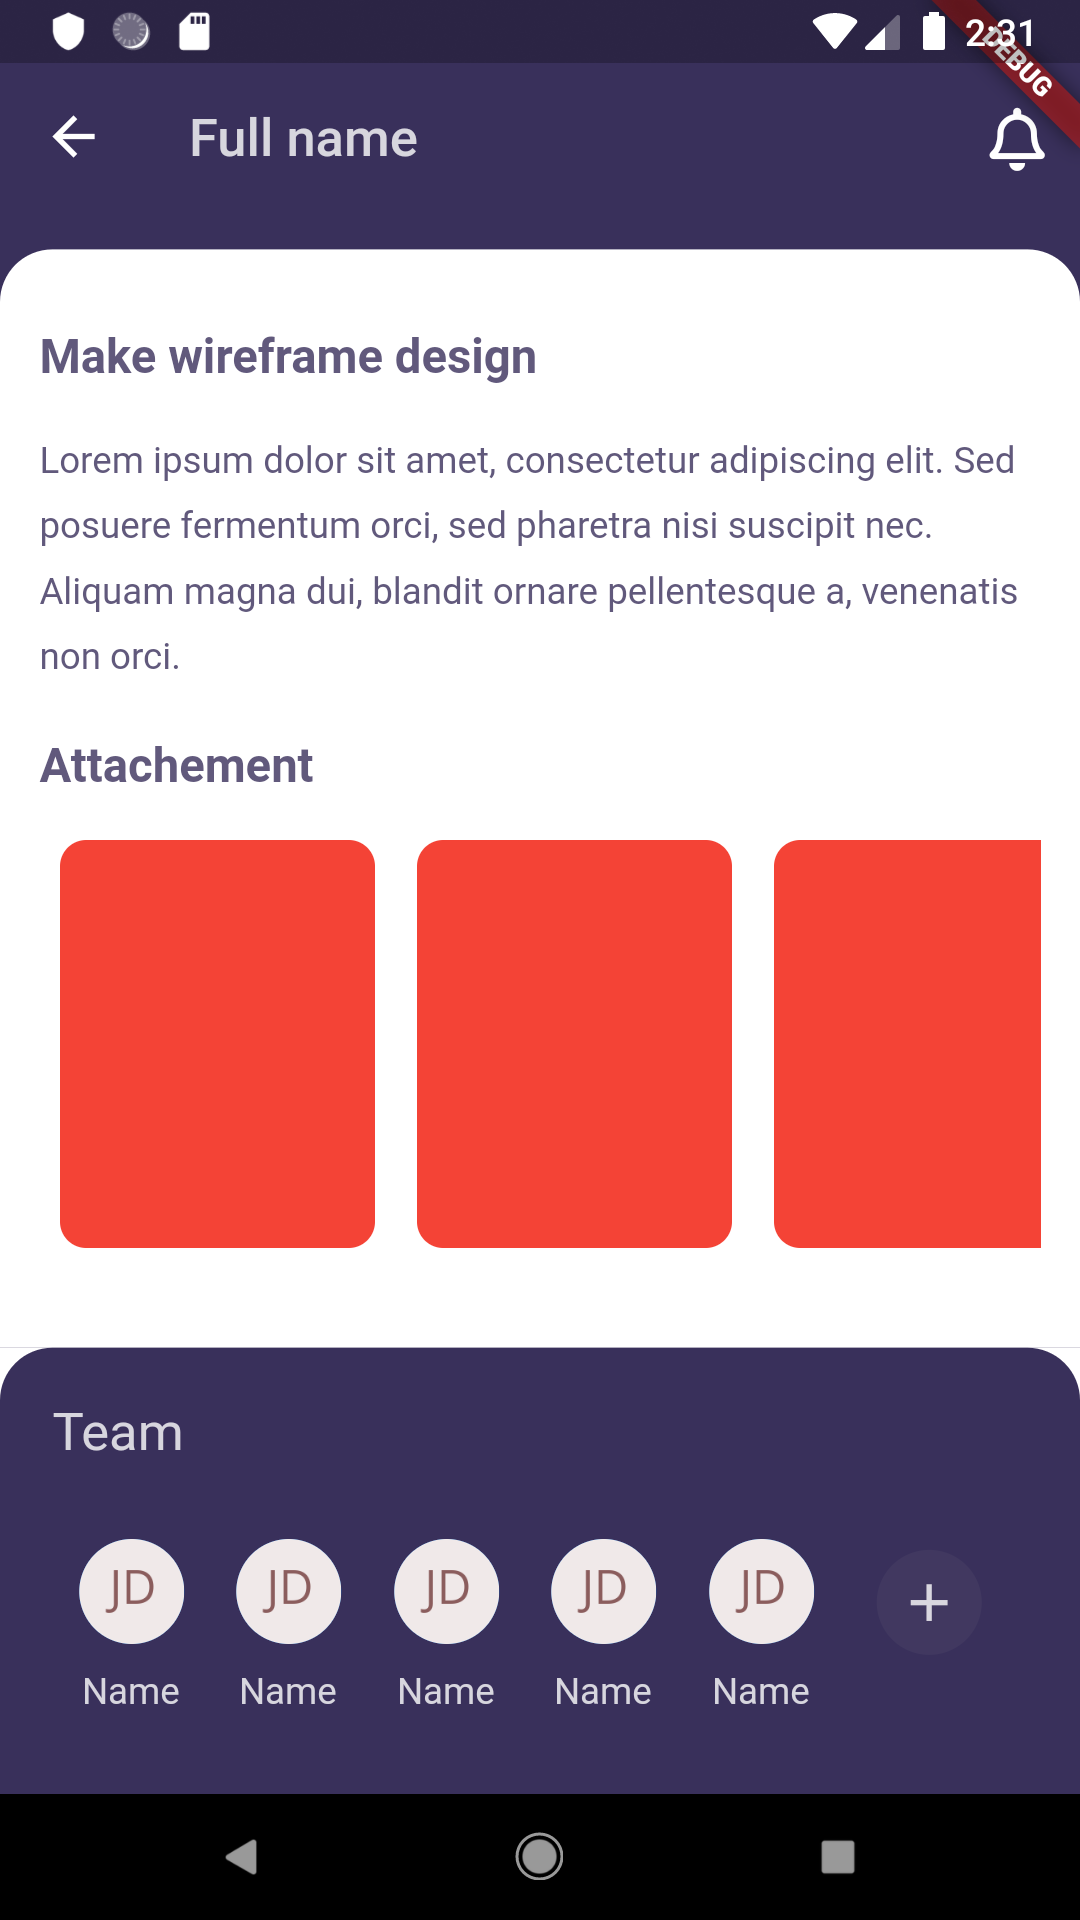 2:31
DEBUG
Full name
Make wireframe design
Lorem ipsum dolor sit amet, consectetur adipiscing elit. Sed
posuere fermentum orci, sed pharetra nisi suscipit nec.
Aliquam magna dui, blandit ornare pellentesque a, venenatis
non orci.
Attachement
Team
JD JD JD JD JD +
Name Name Name Name Name